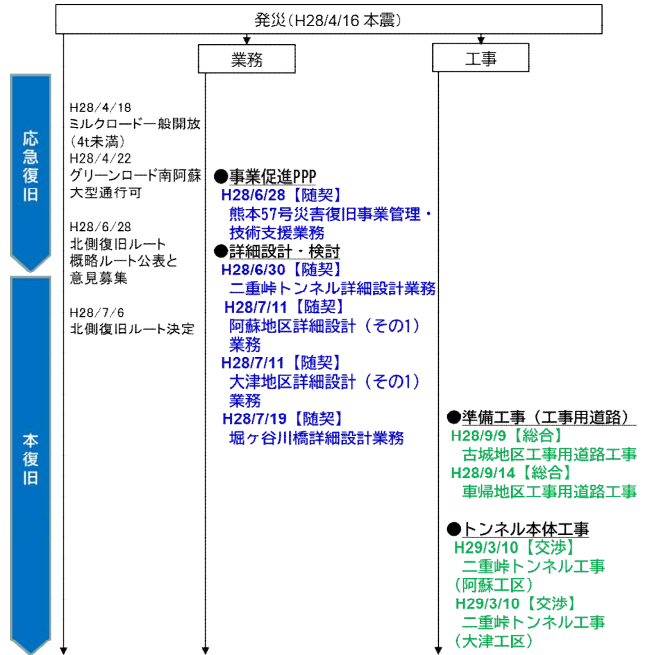 発災（H28/4/16 本震）
業務
工事
応急復旧
本復旧
H28/4/18
ミルクロード一般開放
（4t未満）
H28/4/22
グリーンロード南阿蘇
大型通行可
H28/6/28
北側復旧ルート
概略ルート公表と
意見募集
H28/7/6
北側復旧ルート決定
●事業促進PPP
H28/6/28【随契】
熊本57号災害復旧事業管理・
技術支援業務
●詳細設計・検討
H28/6/30【随契】
二重峠トンネル詳細設計業務
H28/7/11【随契】
阿蘇地区詳細設計（その1）
業務
H28/7/11【随契】
大津地区詳細設計（その1）
業務
H28/7/19【随契】
堀ヶ谷川橋詳細設計業務
●準備工事（工事用道路）
H28/9/9【総合】
古城地区工事用道路工事
H28/9/14【総合】
車帰地区工事用道路工事
●トンネル本体工事
H29/3/10【交渉】
二重峠トンネル工事
（阿蘇工区）
H29/3/10【交渉】
二重峠トンネル工事
（大津工区）